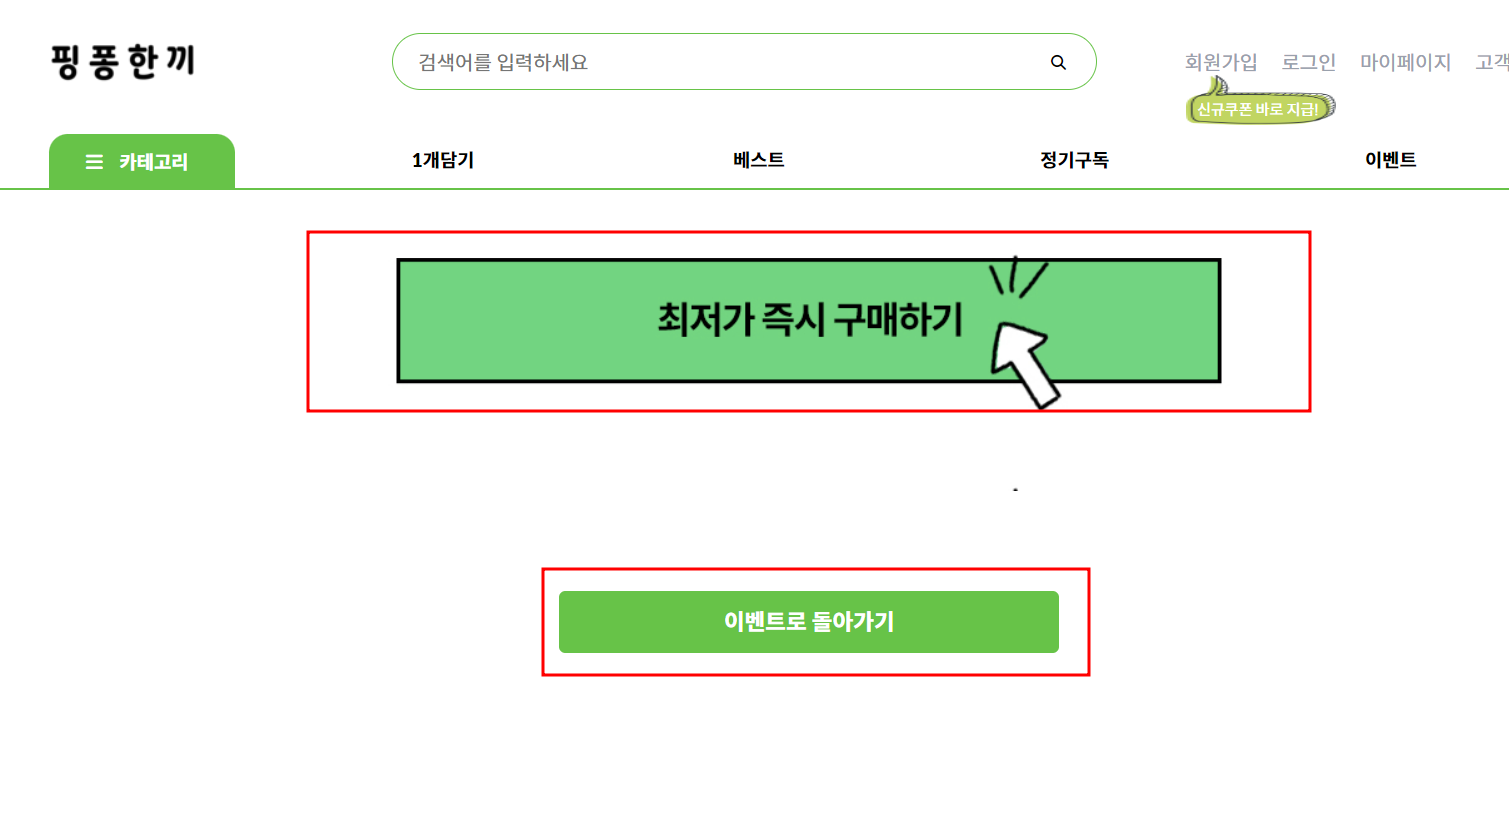 핑퐁한끼
검색어를 입력하세요
회원가입 로그인 마이페이지 고객
신규쿠폰 바로 지급!
카테고리 1개담기 베스트 정기구독 이벤트
최저가 즉시 구매하기
이벤트로 돌아가기